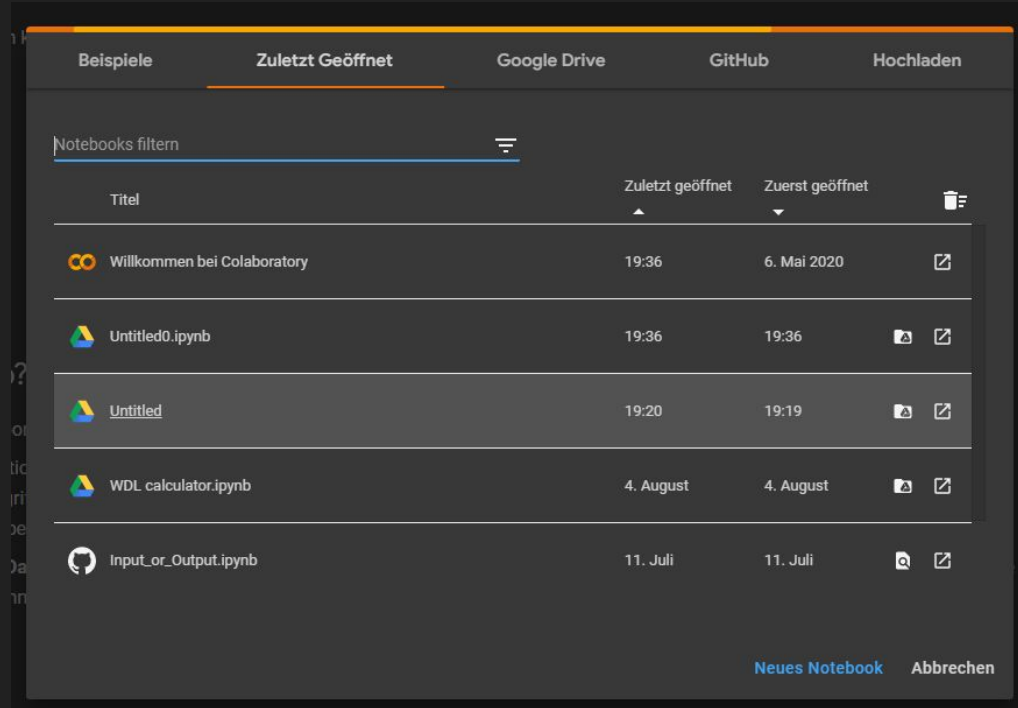 Beispiele Zuletzt Geöffnet Google Drive GitHub Hochladen
Notebooks filtern
Titel Zuletzt geöffnet Zuerst geöffnet
Willkommen bei Colaboratory 19:36 6. Mai 2020
Untitled0.ipynb 19:36 19:36
Untitled 19:20 19:19
WDL calculator.ipynb 4. August 4. August
Input_or_Output.ipynb 11. Juli 11. Juli
Neues Notebook Abbrechen